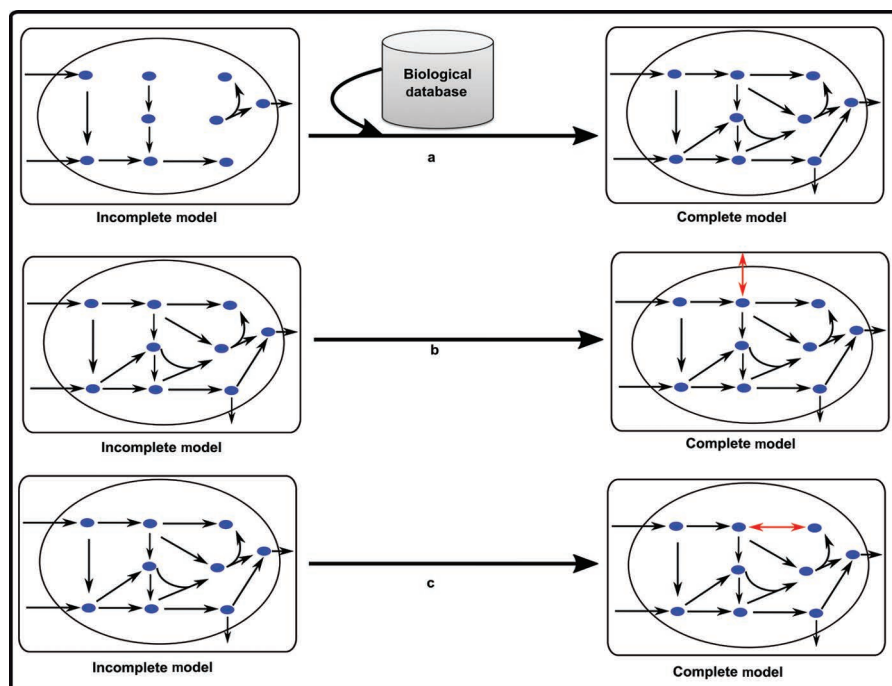 Biological
database
a
Incomplete model
Complete model
b
Incomplete model
Complete model
c
Incomplete model
Complete model